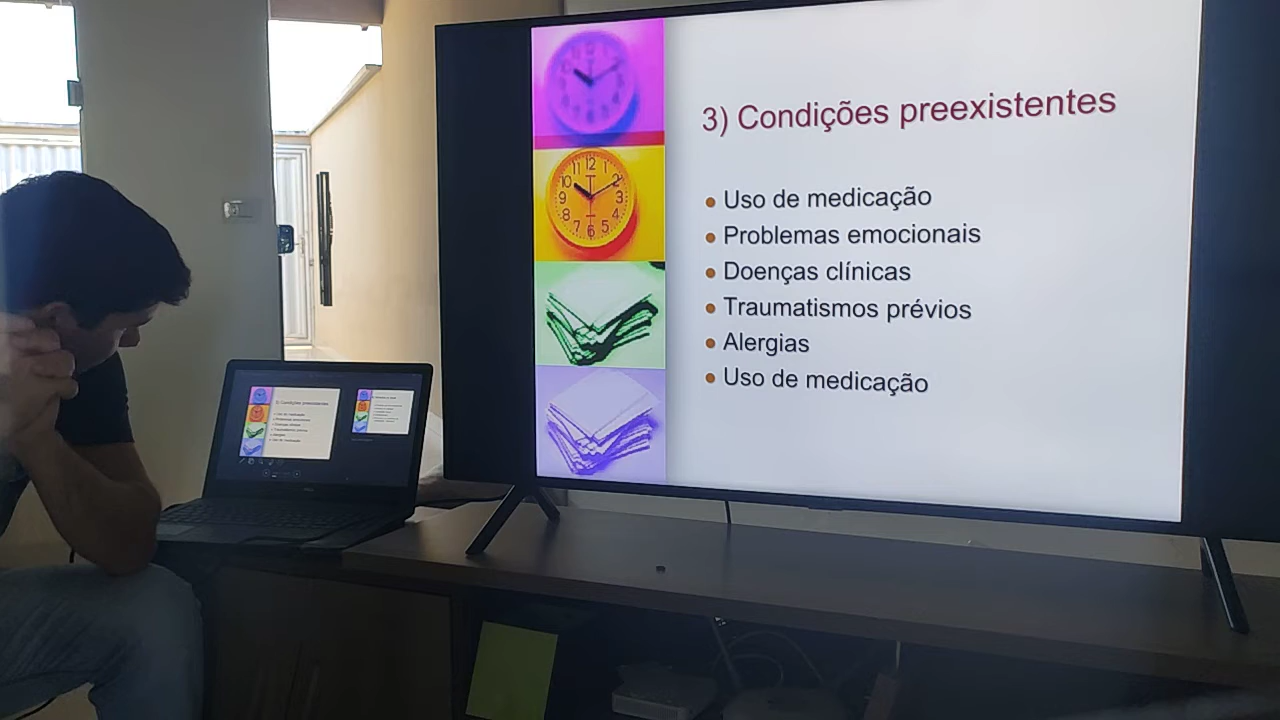 3) Condições preexistentes
Uso de medicação
Problemas emocionais
Doenças clínicas
Traumatismos prévios
Alergias
Uso de medicação